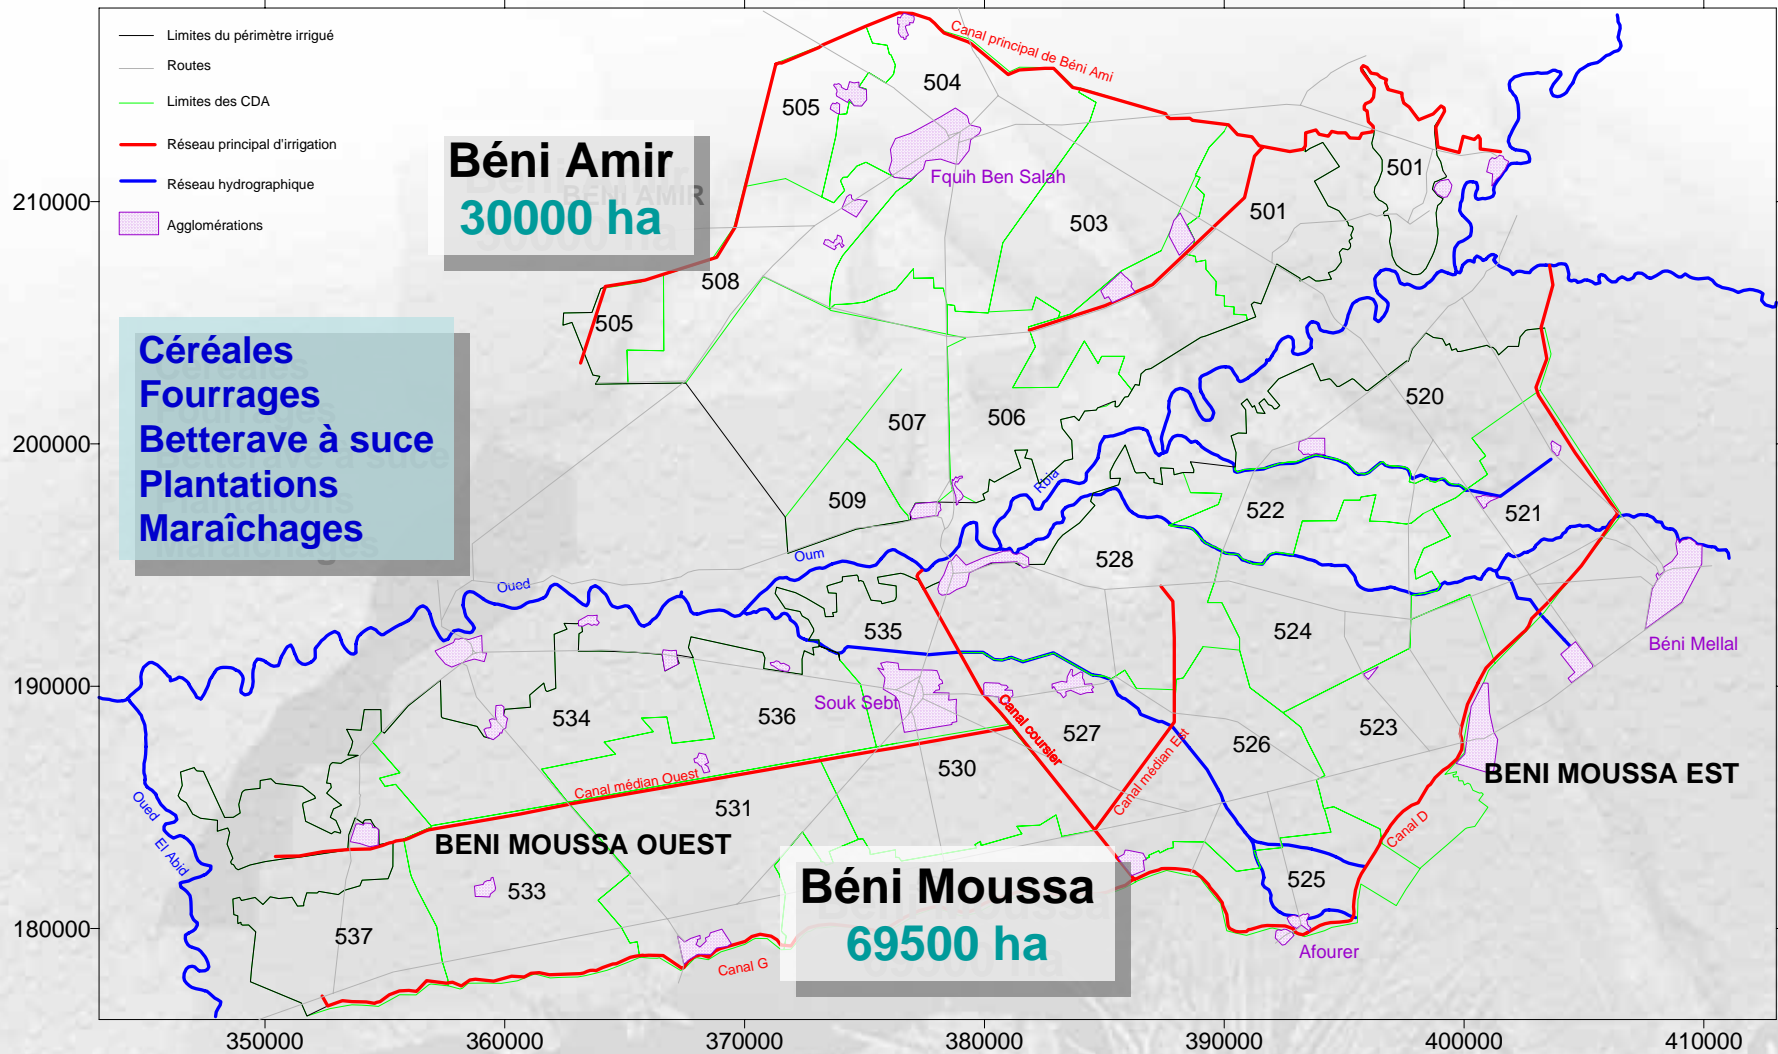 Limites du périmètre irrigué
Routes
Limites des CDA
Réseau principal d'irrigation
Réseau hydrographique
Agglomérations
Béni Amir
BENI AMIR
30000 ha
Céréales
Fourrages
Betterave à suce
Plantations
Maraîchages
Canal principal de Béni Ami
504
505
501
Fquih Ben Salah
503
501
508
505
520
507
506
509
522
521
Rbia
Oum
Oued
528
535
524
Béni Mellal
Souk Sebt
534
536
527
526
523
Canal coursier
Canal médian Est
530
Canal médian Ouest
531
BENI MOUSSA EST
BENI MOUSSA OUEST
Oued El Abid
Canal D
533
525
537
Béni Moussa
69500 ha
Canal G
Afourer
210000
200000
190000
180000
350000
360000
370000
380000
390000
400000
410000